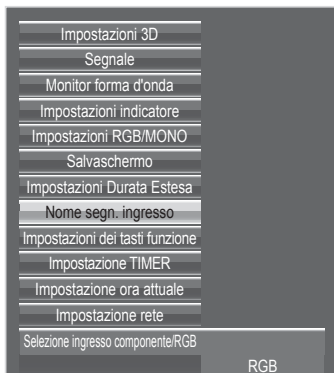 Impostazioni 3D
Segnale
Monitor forma d'onda
Impostazioni indicatore
Impostazioni RGB/MONO
Salvaschermo
Impostazioni Durata Estesa
Nome segn. ingresso
Impostazioni dei tasti funzione
Impostazione TIMER
Impostazione ora attuale
Impostazione rete
Selezione ingresso componente/RGB
RGB